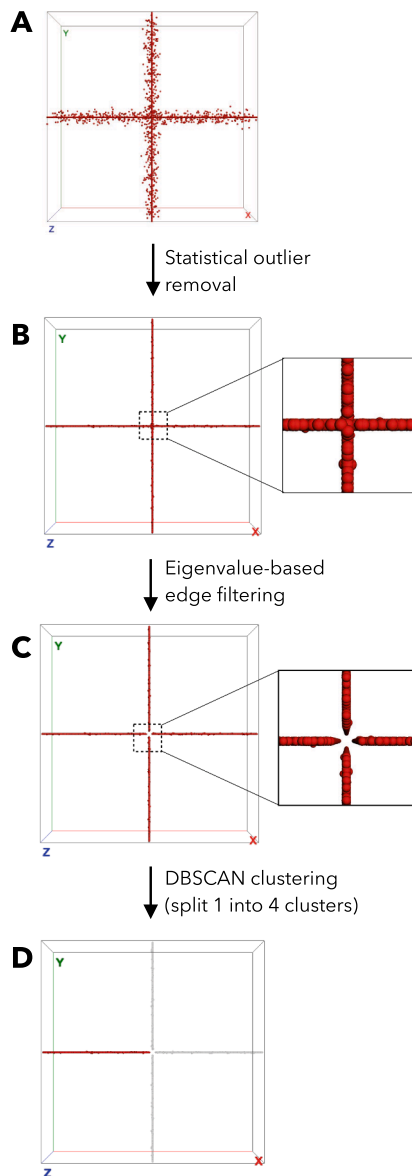 A
Y
X
Z
Statistical outlier
removal
B
Y
X
Z
Eigenvalue-based
edge filtering
C
Y
X
Z
DBSCAN clustering
(split 1 into 4 clusters)
D
Y
X
Z